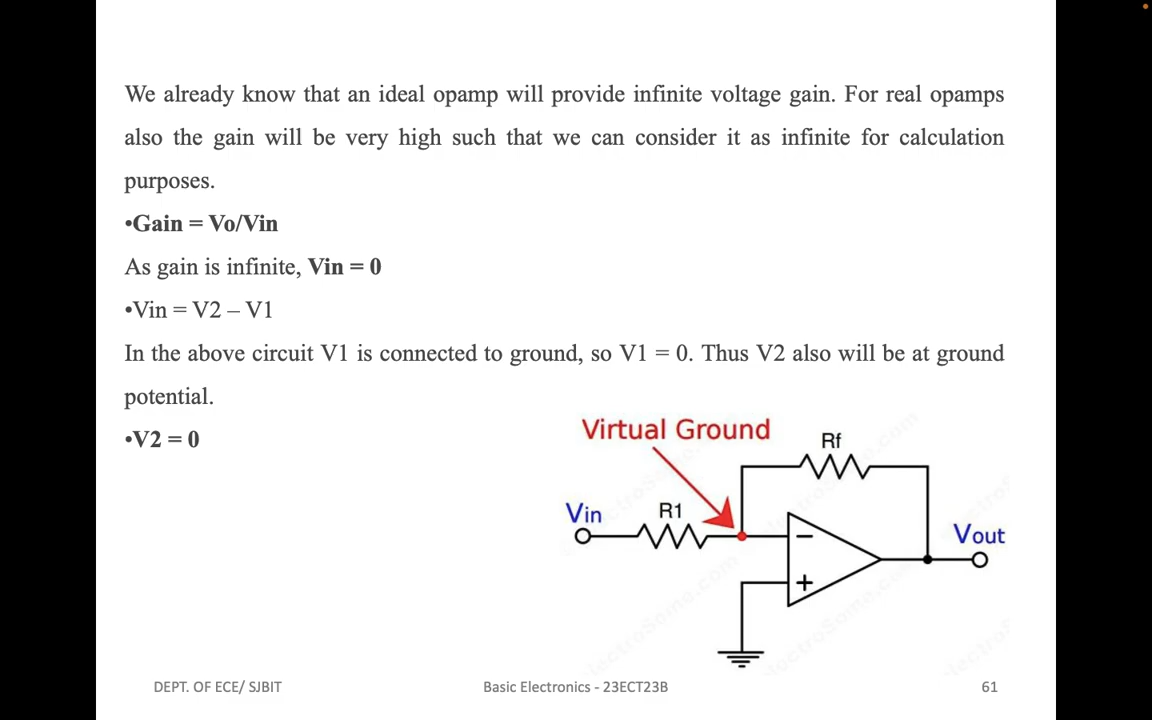 We already know that an ideal opamp will provide infinite voltage gain. For real opamps
also the gain will be very high such that we can consider it as infinite for calculation
purposes.
•Gain = Vo/Vin
As gain is infinite, Vin = 0
•Vin = V2 – V1
In the above circuit V1 is connected to ground, so V1 = 0. Thus V2 also will be at ground
potential.
•V2 = 0
Virtual Ground
Rf
Vin
R1
Vout
−
+
DEPT. OF ECE/ SJBIT
Basic Electronics - 23ECT23B
61